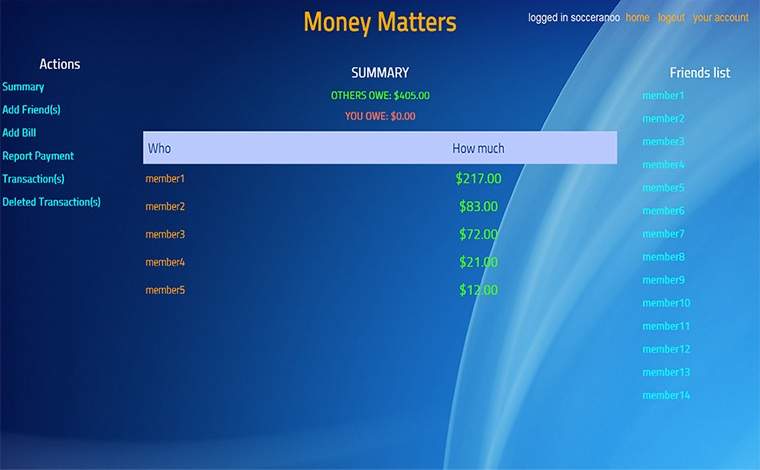 Money Matters
logged in socceranoo home logout your account
Actions
Summary
Add Friend(s)
Add Bill
Report Payment
Transaction(s)
Deleted Transaction(s)
SUMMARY
OTHERS OWE: $405.00
YOU OWE: $0.00
Who How much
member1 $217.00
member2 $83.00
member3 $72.00
member4 $21.00
member5 $12.00
Friends list
member1
member2
member3
member4
member5
member6
member7
member8
member9
member10
member11
member12
member13
member14